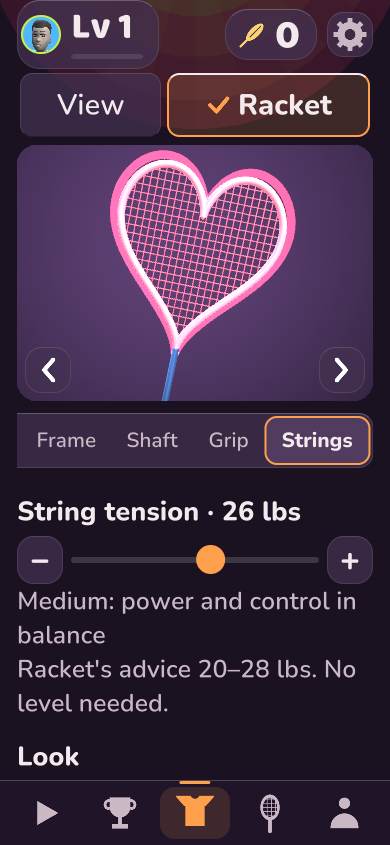 Lv 1
0
View
Racket
Frame
Shaft
Grip
Strings
String tension · 26 lbs
Medium: power and control in
balance
Racket's advice 20–28 lbs. No
level needed.
Look